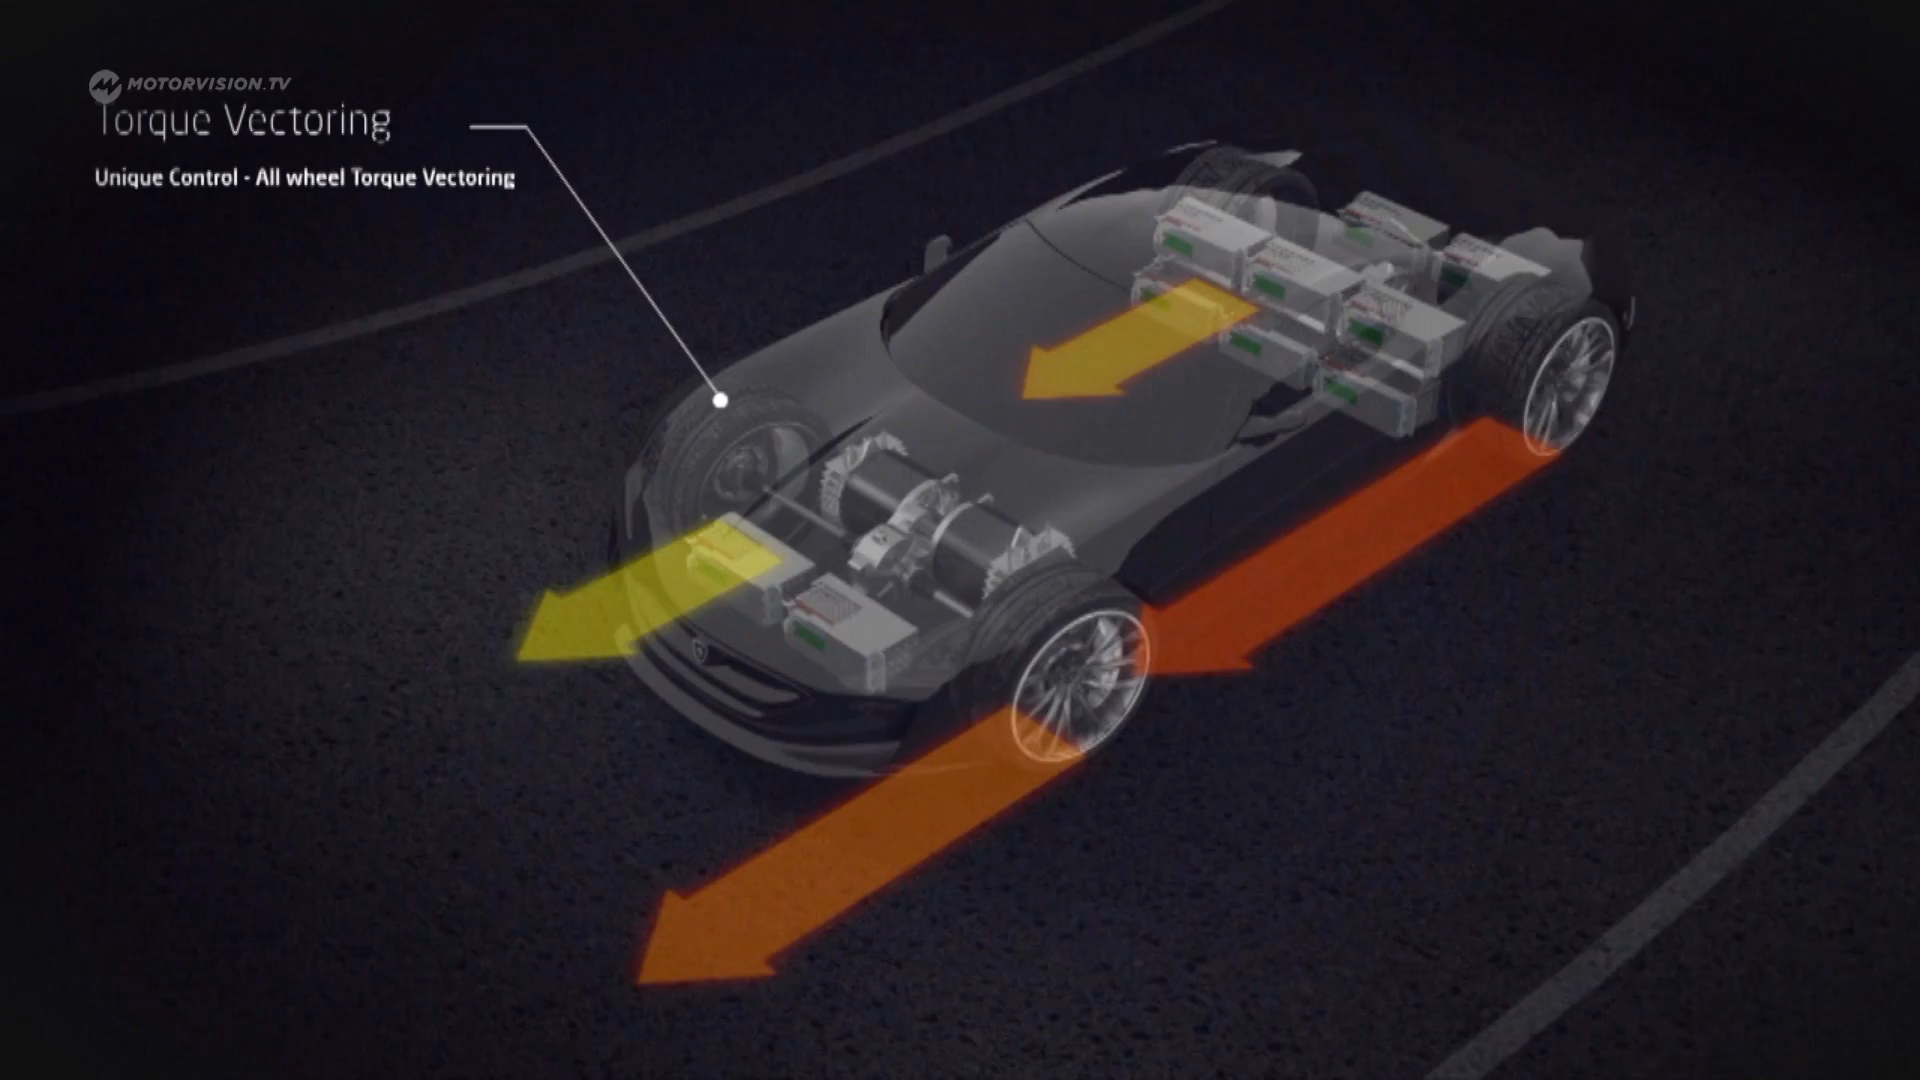 MOTORVISION.TV
Torque Vectoring
Unique Control - All wheel Torque Vectoring